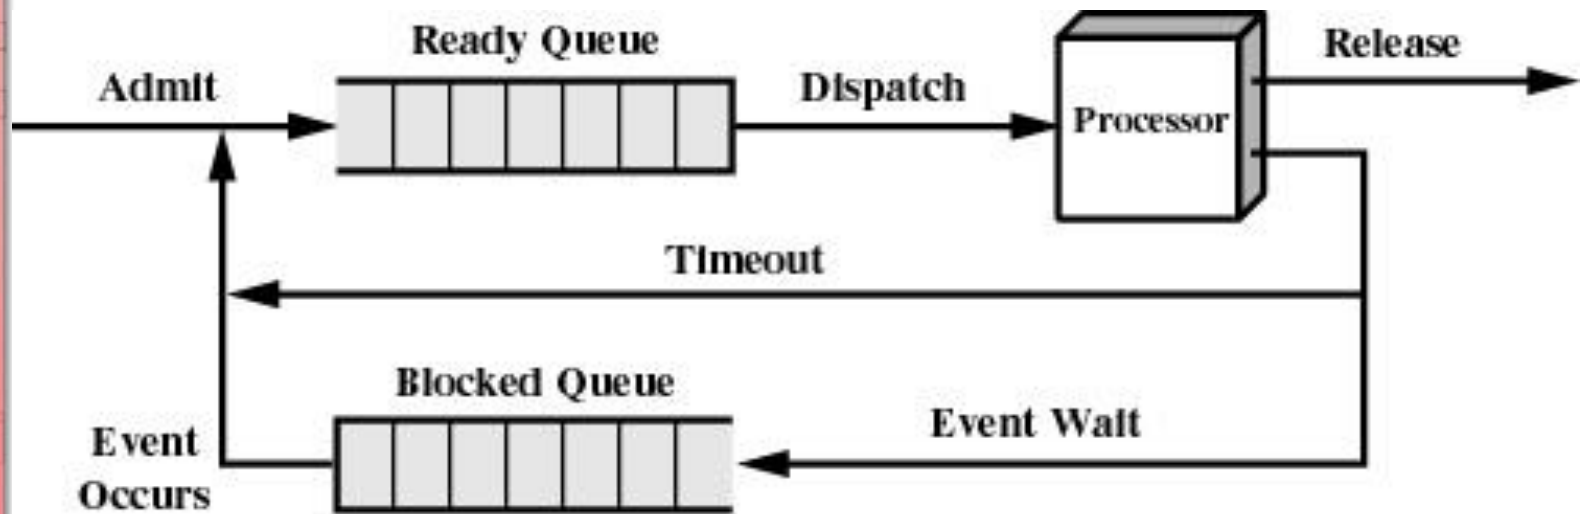 Ready Queue
Release
Admit
Dispatch
Processor
Timeout
Blocked Queue
Event Wait
Event
Occurs